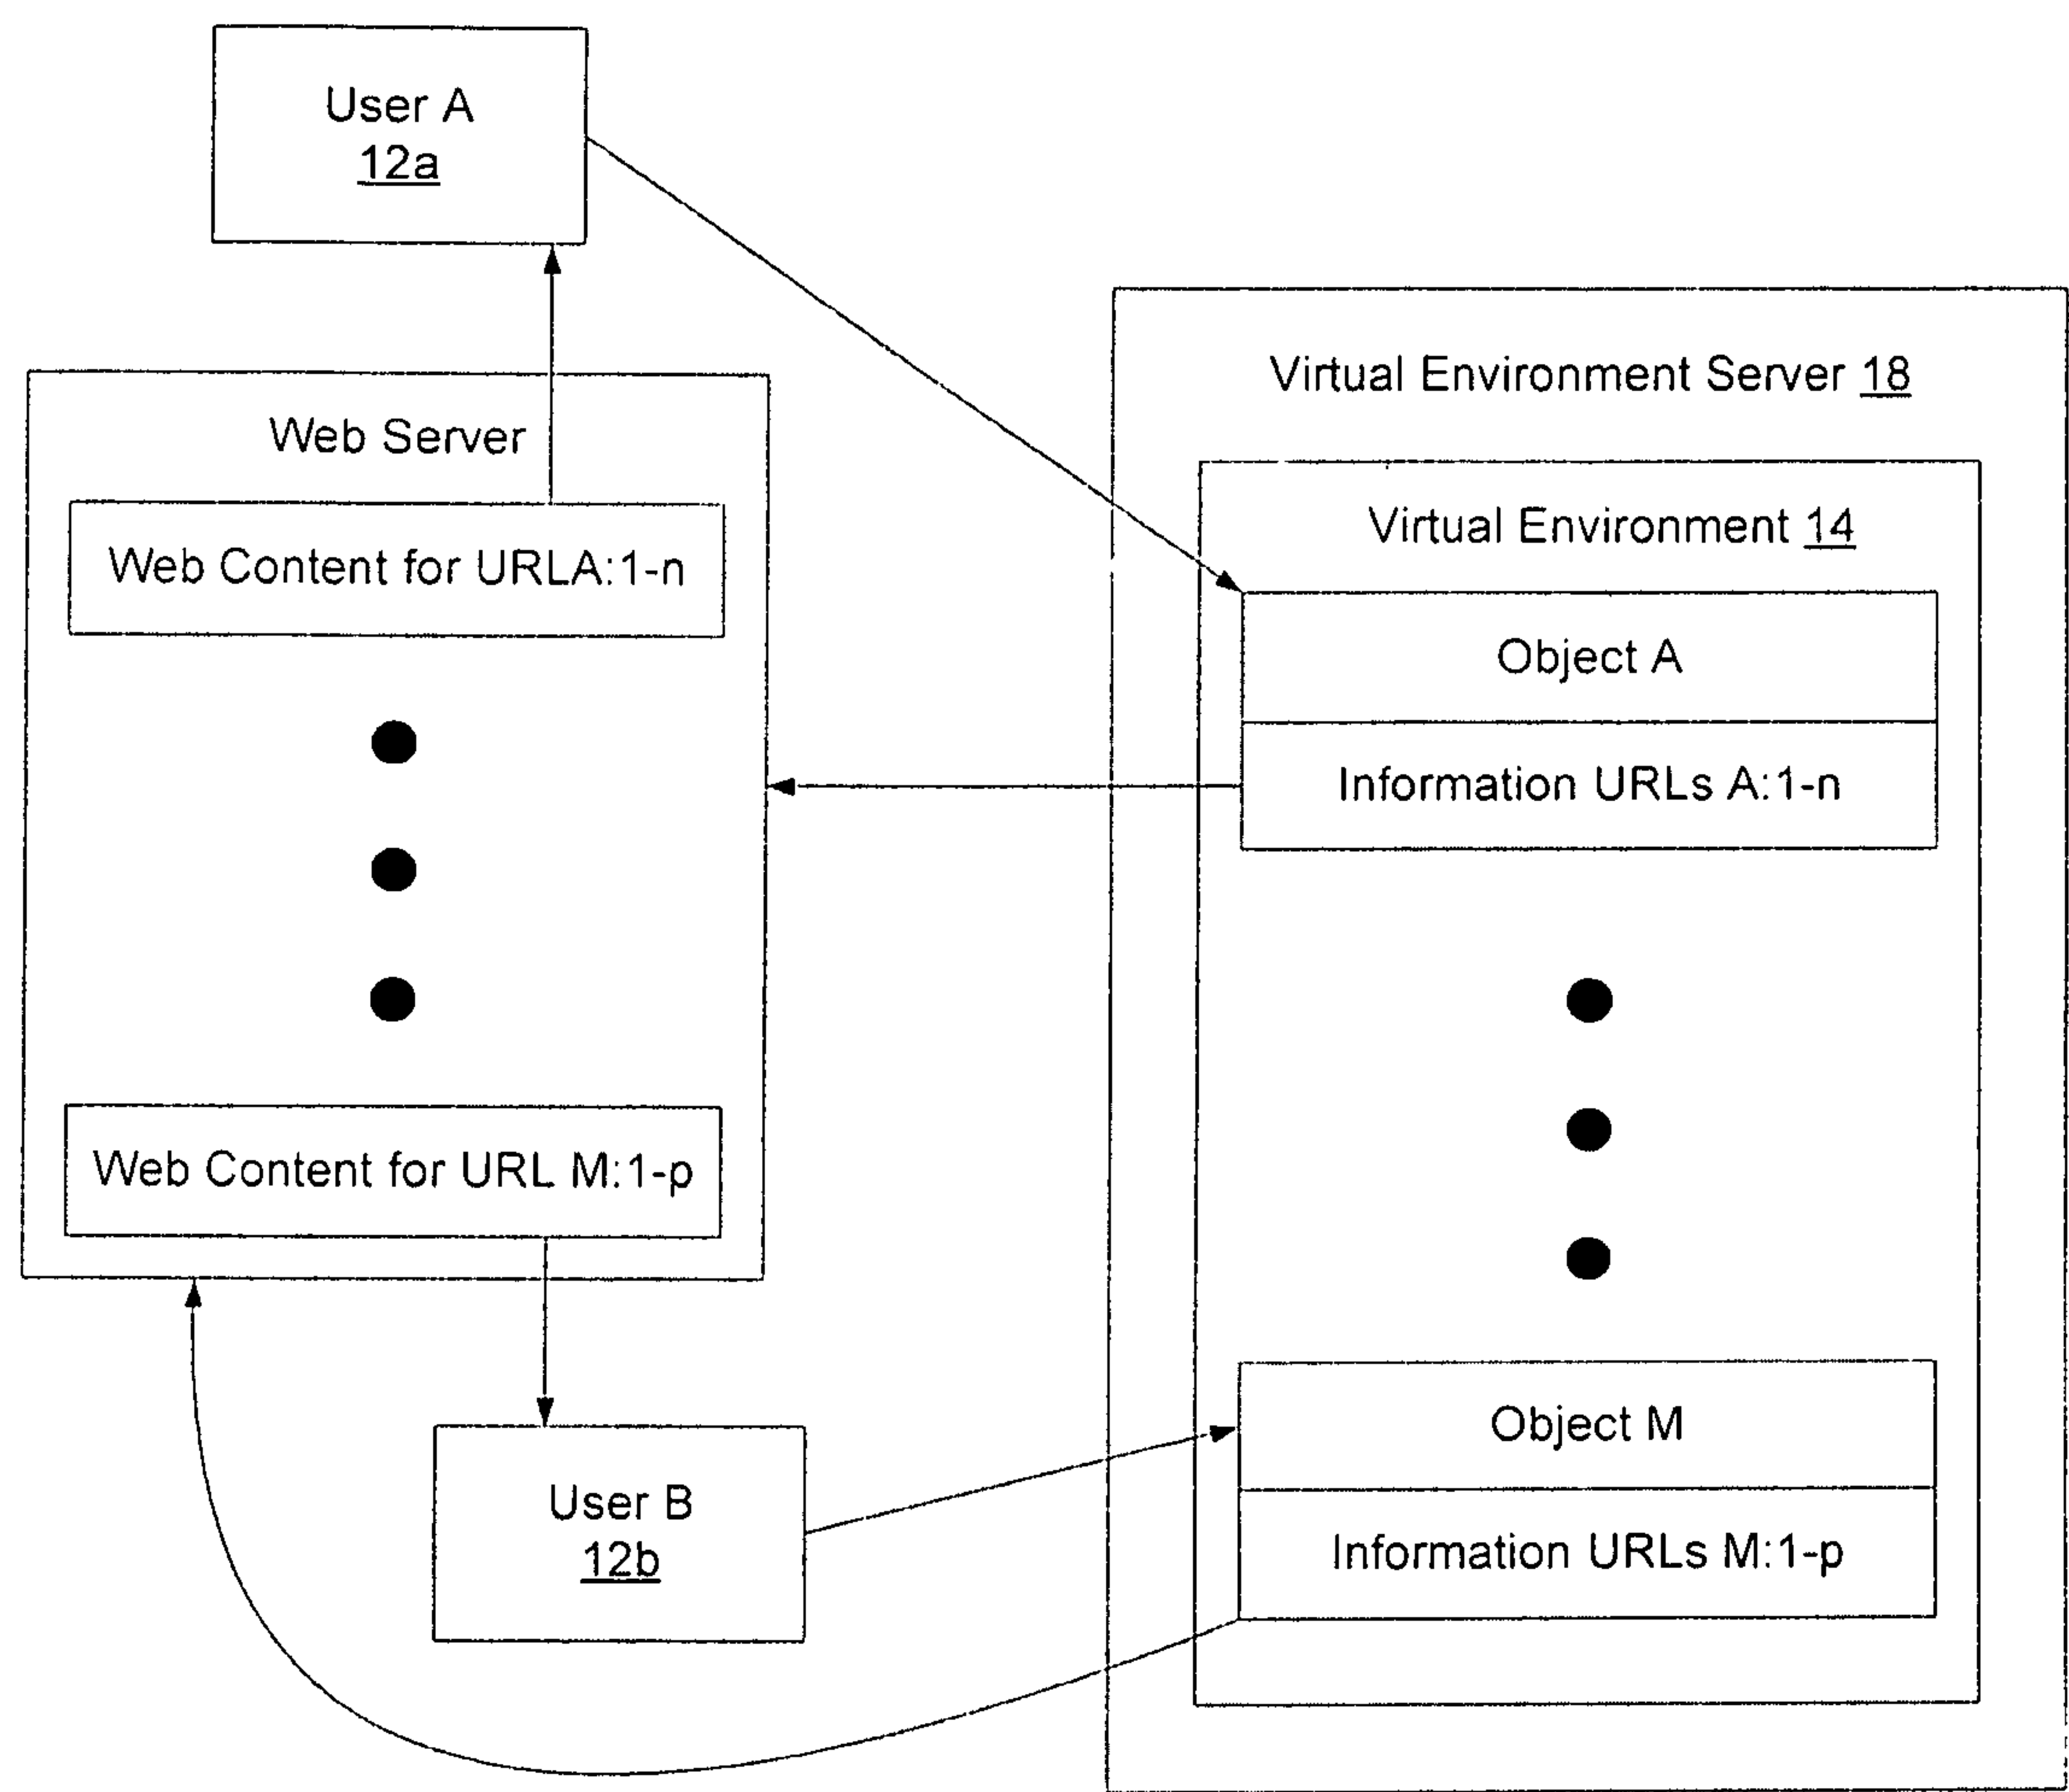 User A
12a
Virtual Environment Server 18
Web Server
Virtual Environment 14
Web Content for URLA:1-n
Object A
Information URLs A:1-n
Web Content for URL M:1-p
Object M
User B
12b
Information URLs M:1-p